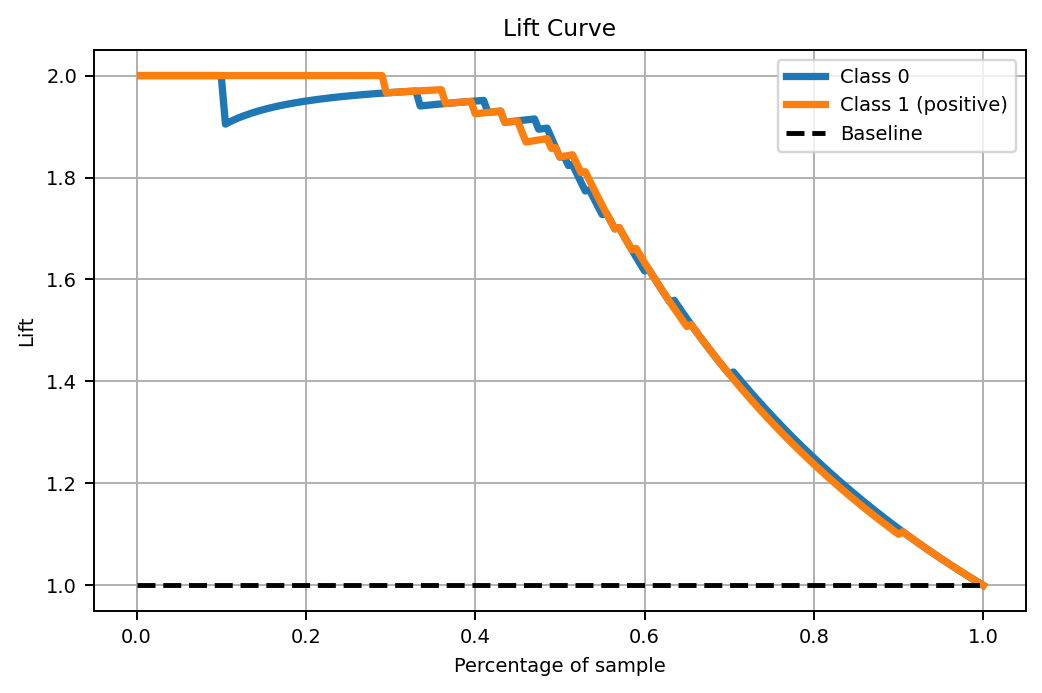 Lift Curve
Class 0
Class 1 (positive)
Baseline
Lift
2.0
1.8
1.6
1.4
1.2
1.0
0.0 0.2 0.4 0.6 0.8 1.0
Percentage of sample